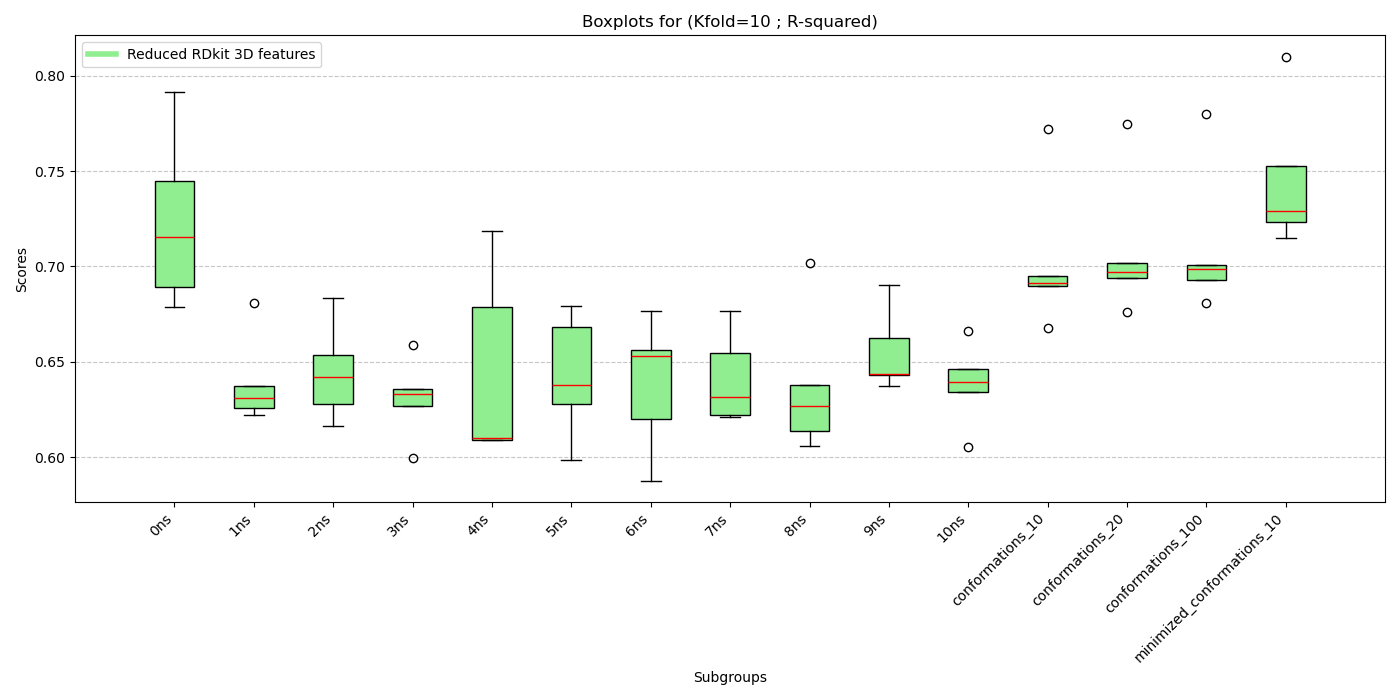 Boxplots for (Kfold=10 ; R-squared)
Reduced RDkit 3D features
Scores
0.80
0.75
0.70
0.65
0.60
0ns
1ns
2ns
3ns
4ns
5ns
6ns
7ns
8ns
9ns
10ns
conformations_10
conformations_20
conformations_100
minimized_conformations_10
Subgroups